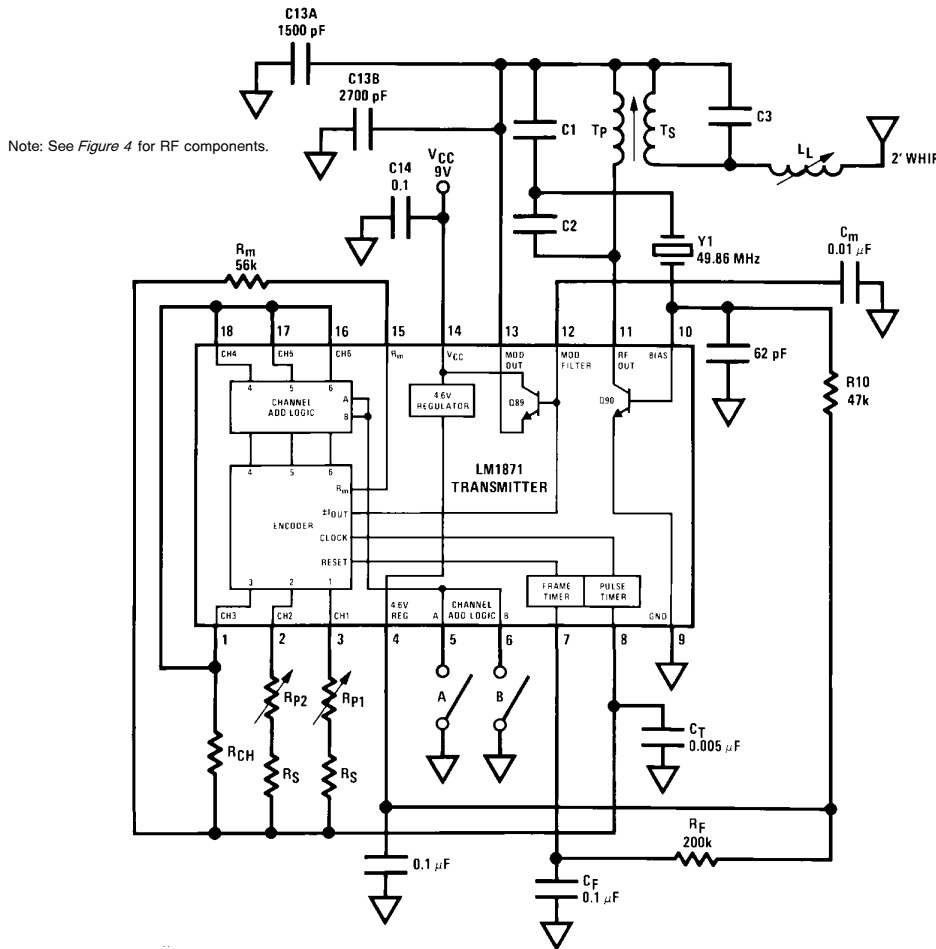 C13A
1500 pF
C13B
2700 pF
Note: See Figure 4 for RF components.
C1
TP
TS
C3
LL
2' WHIP
VCC
9V
C14
0.1
C2
Y1
49.86 MHz
Cm
0.01 μF
Rm
56k
18
17
16
15
14
13
12
11
10
CH4
CH5
CH6
Rm
VCC
MOD
OUT
MOD
FILTER
RF
OUT
BIAS
62 pF
R10
47k
4
5
6
A
B
CHANNEL
ADD LOGIC
4.6V
REGULATOR
Q89
Q90
LM1871
TRANSMITTER
4
5
6
Rm
±IOUT
ENCODER
CLOCK
RESET
3
2
1
FRAME
TIMER
PULSE
TIMER
CH3
CH2
CH1
4.6V
REG
CHANNEL
A ADD LOGIC B
GND
1
2
3
4
5
6
7
8
9
RP2
RP1
A
B
CT
0.005 μF
RCH
RS
RS
RF
200k
0.1 μF
CF
0.1 μF